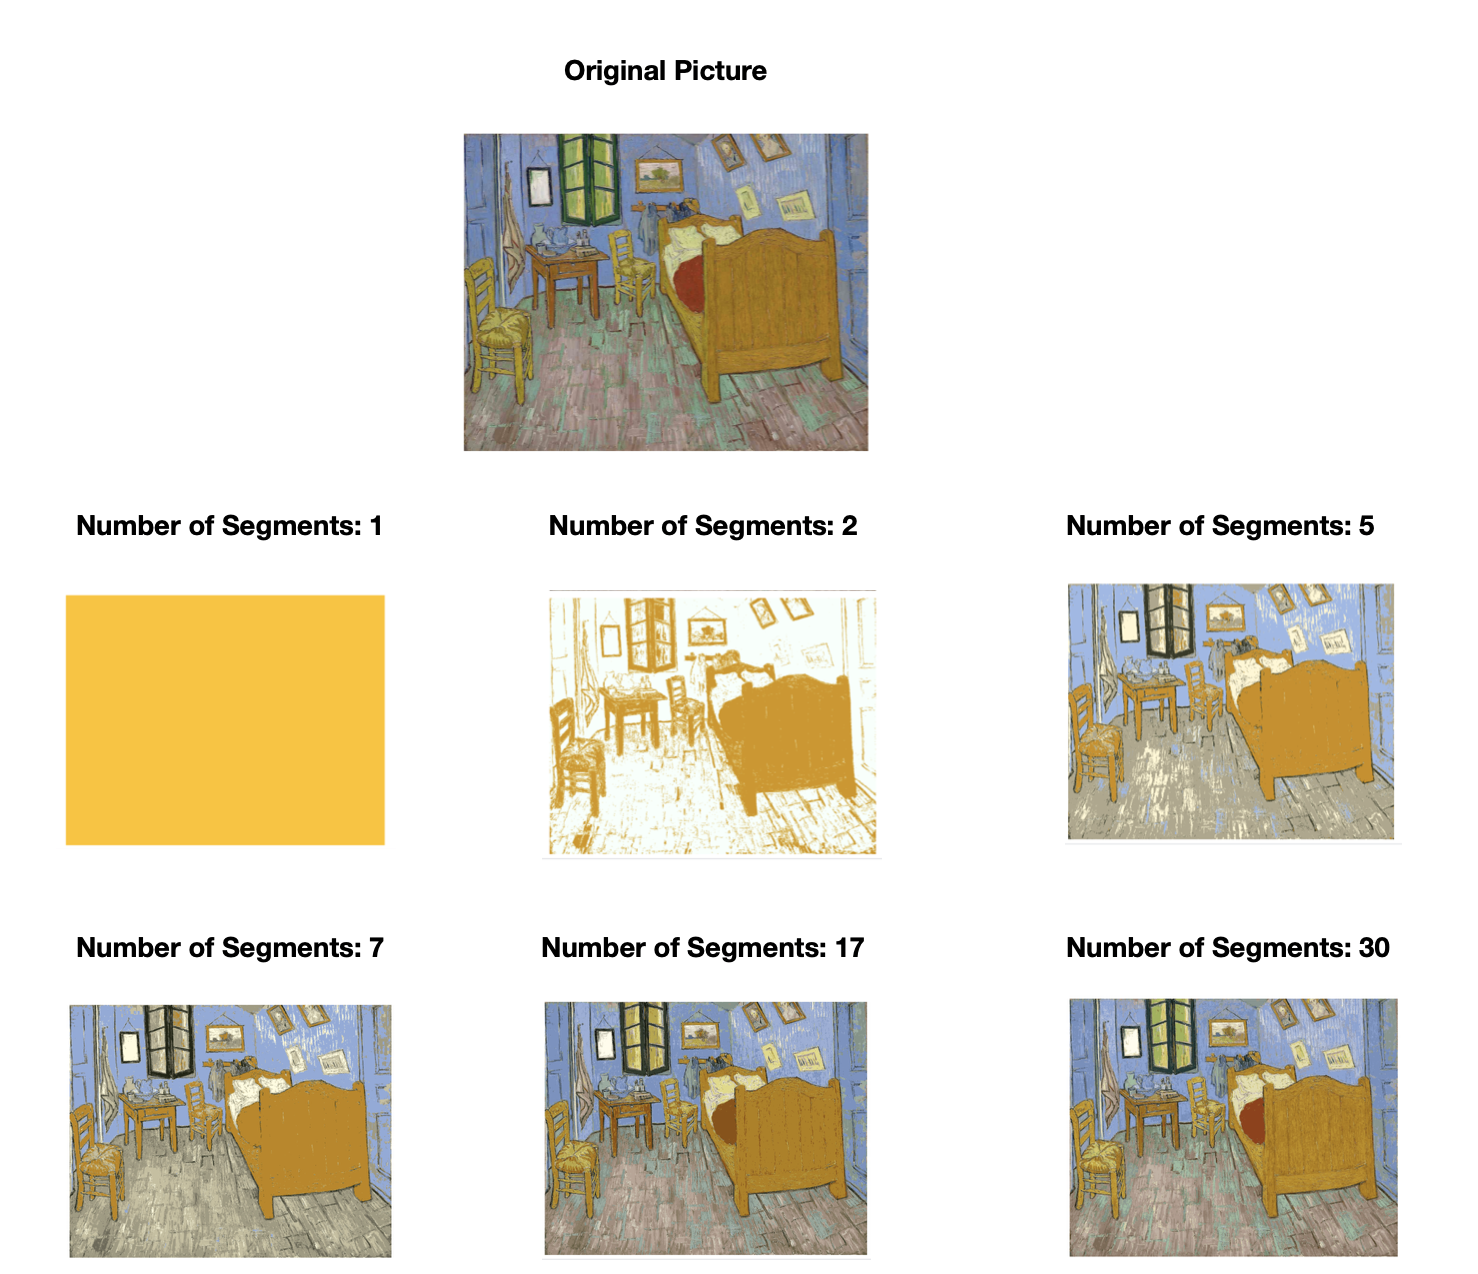 Original Picture
Number of Segments: 1
Number of Segments: 2
Number of Segments: 5
Number of Segments: 7
Number of Segments: 17
Number of Segments: 30